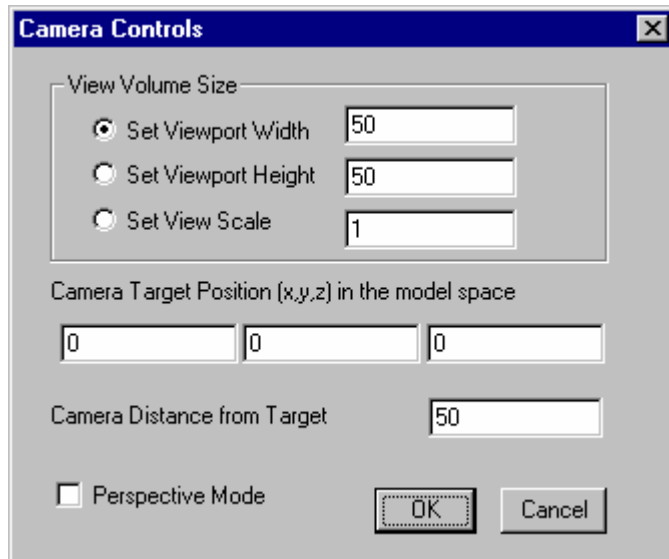 Camera Controls
View Volume Size
Set Viewport Width 50
Set Viewport Height 50
Set View Scale 1
Camera Target Position (x,y,z) in the model space
0 0 0
Camera Distance from Target 50
Perspective Mode OK Cancel